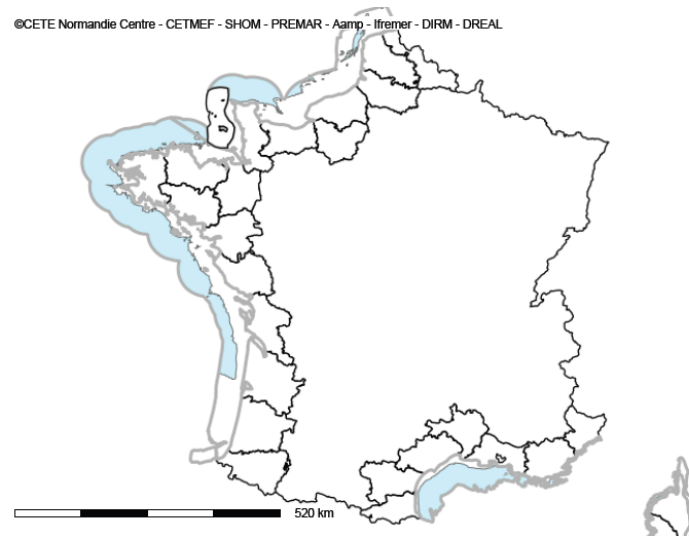 ©CETE Normandie Centre - CETMEF - SHOM - PREMAR - Aamp - Ifremer - DIRM - DREAL
520 km